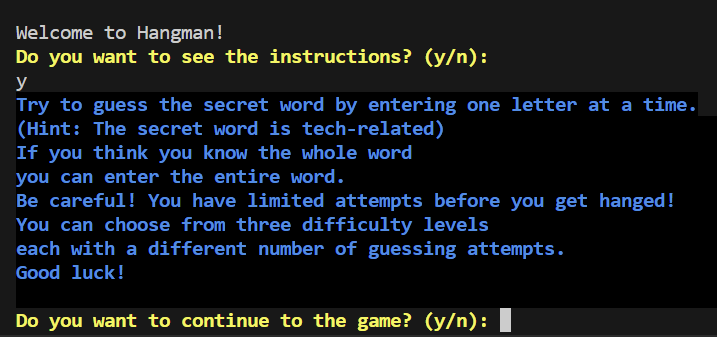 Welcome to Hangman!
Do you want to see the instructions? (y/n):
y
Try to guess the secret word by entering one letter at a time.
(Hint: The secret word is tech-related)
If you think you know the whole word
you can enter the entire word.
Be careful! You have limited attempts before you get hanged!
You can choose from three difficulty levels
each with a different number of guessing attempts.
Good luck!
Do you want to continue to the game? (y/n):